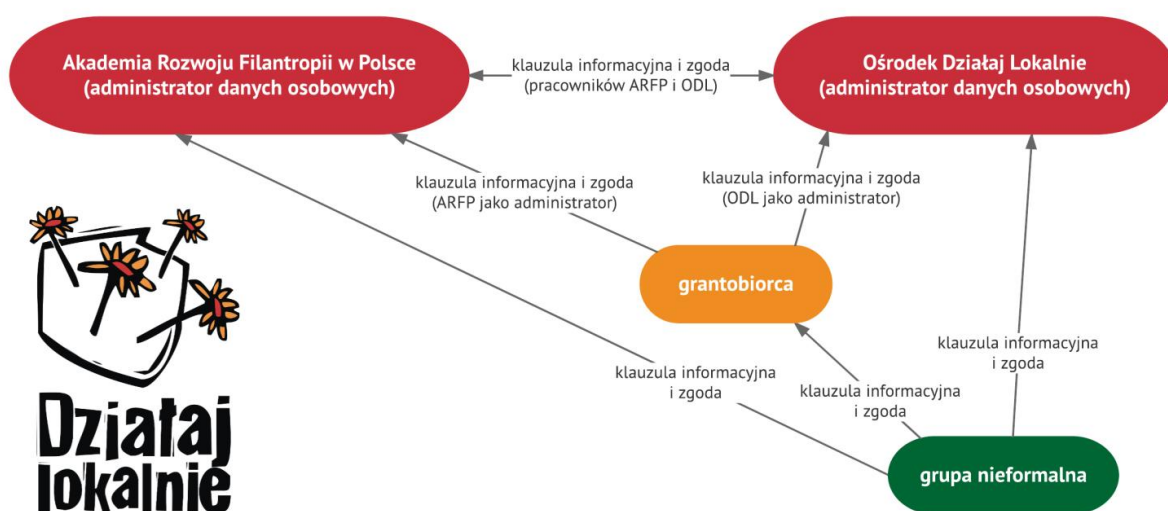 Akademia Rozwoju Filantropii w Polsce
(administrator danych osobowych)
klauzula informacyjna i zgoda
(pracowników ARFP i ODL)
Ośrodek Działaj Lokalnie
(administrator danych osobowych)
klauzula informacyjna i zgoda
(ARFP jako administrator)
klauzula informacyjna i zgoda
(ODL jako administrator)
grantobiorca
klauzula informacyjna
i zgoda
klauzula informacyjna
i zgoda
klauzula informacyjna
i zgoda
grupa nieformalna
Działaj
lokalnie